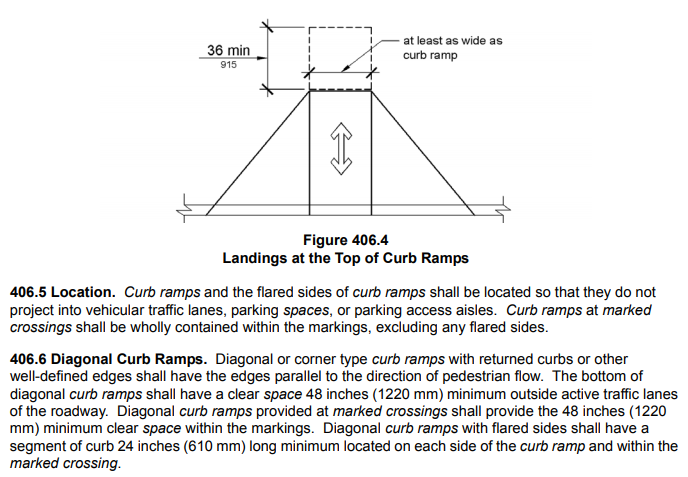 at least as wide as
curb ramp
36 min
915
Figure 406.4
Landings at the Top of Curb Ramps
406.5 Location. Curb ramps and the flared sides of curb ramps shall be located so that they do not
project into vehicular traffic lanes, parking spaces, or parking access aisles. Curb ramps at marked
crossings shall be wholly contained within the markings, excluding any flared sides.
406.6 Diagonal Curb Ramps. Diagonal or corner type curb ramps with returned curbs or other
well-defined edges shall have the edges parallel to the direction of pedestrian flow. The bottom of
diagonal curb ramps shall have a clear space 48 inches (1220 mm) minimum outside active traffic lanes
of the roadway. Diagonal curb ramps provided at marked crossings shall provide the 48 inches (1220
mm) minimum clear space within the markings. Diagonal curb ramps with flared sides shall have a
segment of curb 24 inches (610 mm) long minimum located on each side of the curb ramp and within the
marked crossing.